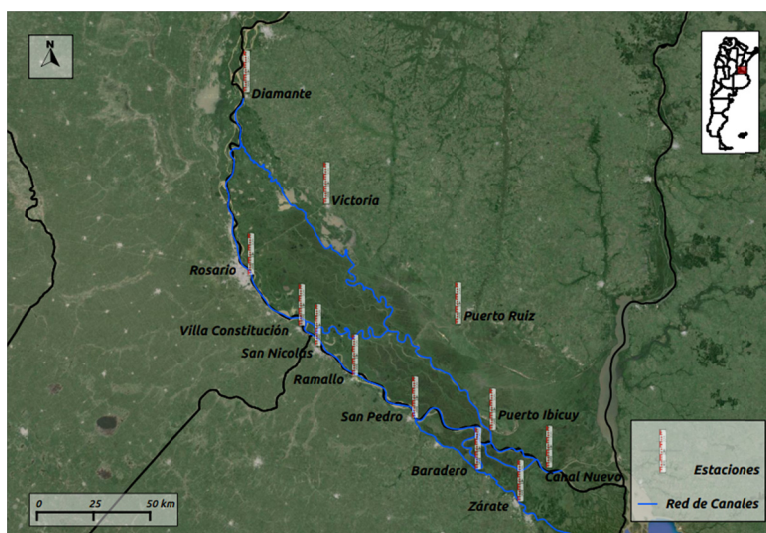 N
Diamante
Victoria
Rosario
Puerto Ruiz
Villa Constitución
San Nicolás
Ramallo
San Pedro
Puerto Ibicuy
Baradero
Canal Nuevo
Zárate
Estaciones
Red de Canales
0 25 50 km